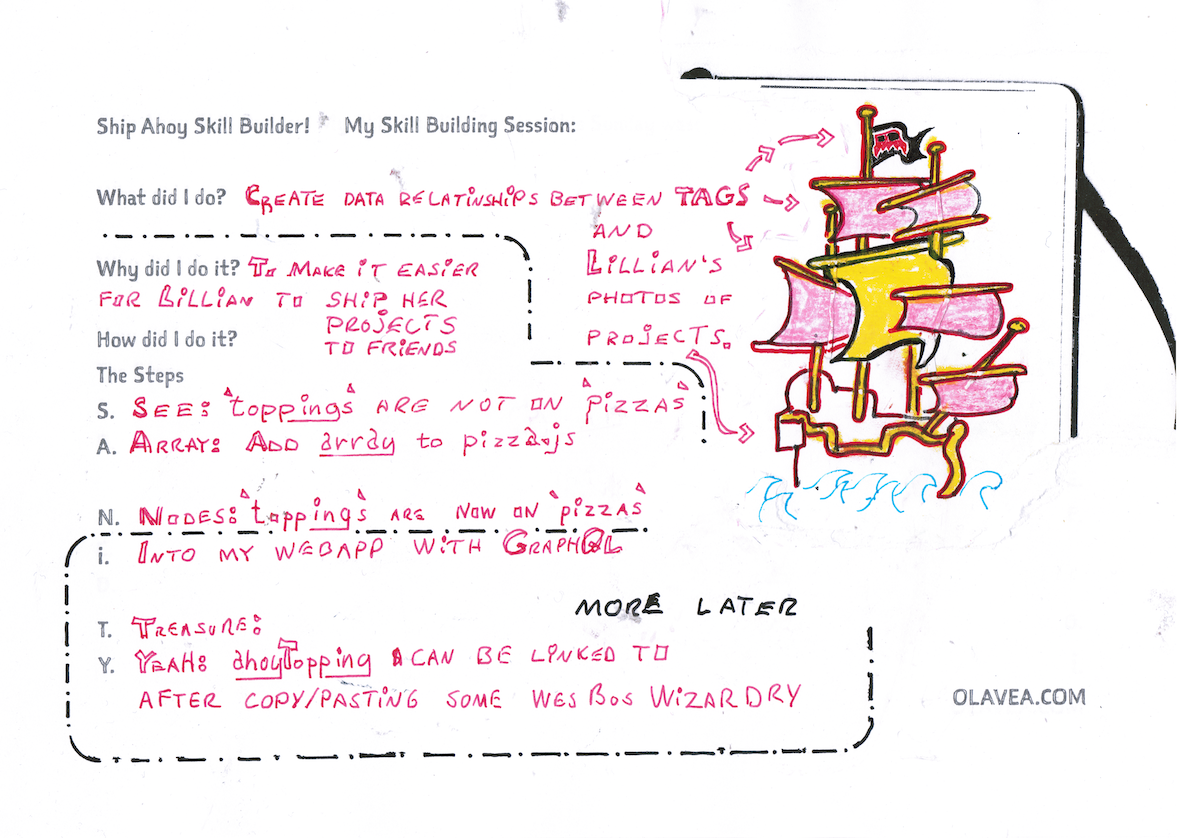 Ship Ahoy Skill Builder! My Skill Building Session:
What did I do? CREATE DATA RELATINSHIPS BETWEEN TAGS
AND
LILLIAN'S
PHOTOS OF
PROJECTS.
Why did I do it? TO MAKE iT EASIER
FOR LILLIAN TO SHiP HER
PROJECTS
TO FRIENDS
How did I do it?
The Steps
S. SEE: `toppings` ARE NOT ON `pizzas`
A. ARRAY: ADD array to pizza.js
N. NODES: `toppings` ARE NOW ON `pizzas`
i. INTO MY WEBAPP WITH GRAPHQL
MORE LATER
T. TREASURE:
Y. YEAH: ahoyTopping CAN BE LINKED TO
AFTER COPY/PASTING SOME WES BOS WIZARDRY
OLAVEA.COM